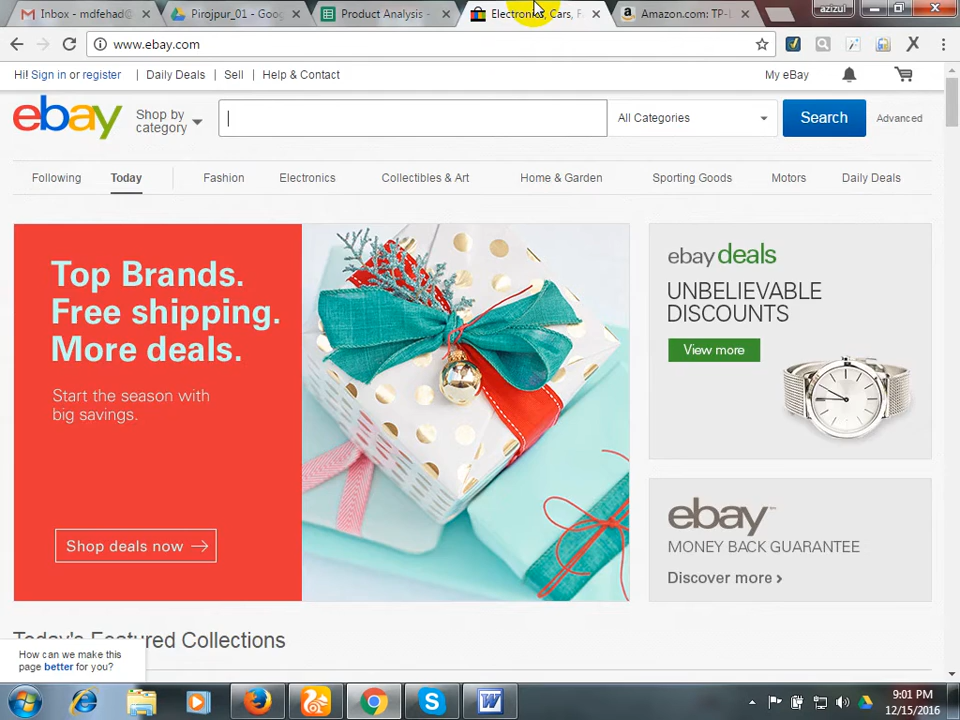 Inbox - mdfehad
Pirojpur_01 - Goog
Product Analysis -
Electronics, Cars, F
Amazon.com: TP-L
azizul
www.ebay.com
Hi! Sign in or register
Daily Deals
Sell
Help & Contact
My eBay
ebay
Shop by category
All Categories
Search
Advanced
Following
Today
Fashion
Electronics
Collectibles & Art
Home & Garden
Sporting Goods
Motors
Daily Deals
Top Brands.
Free shipping.
More deals.
Start the season with
big savings.
Shop deals now
ebay deals
UNBELIEVABLE
DISCOUNTS
View more
ebay™
MONEY BACK GUARANTEE
Discover more
Today's Featured Collections
How can we make this
page better for you?
9:01 PM
12/15/2016